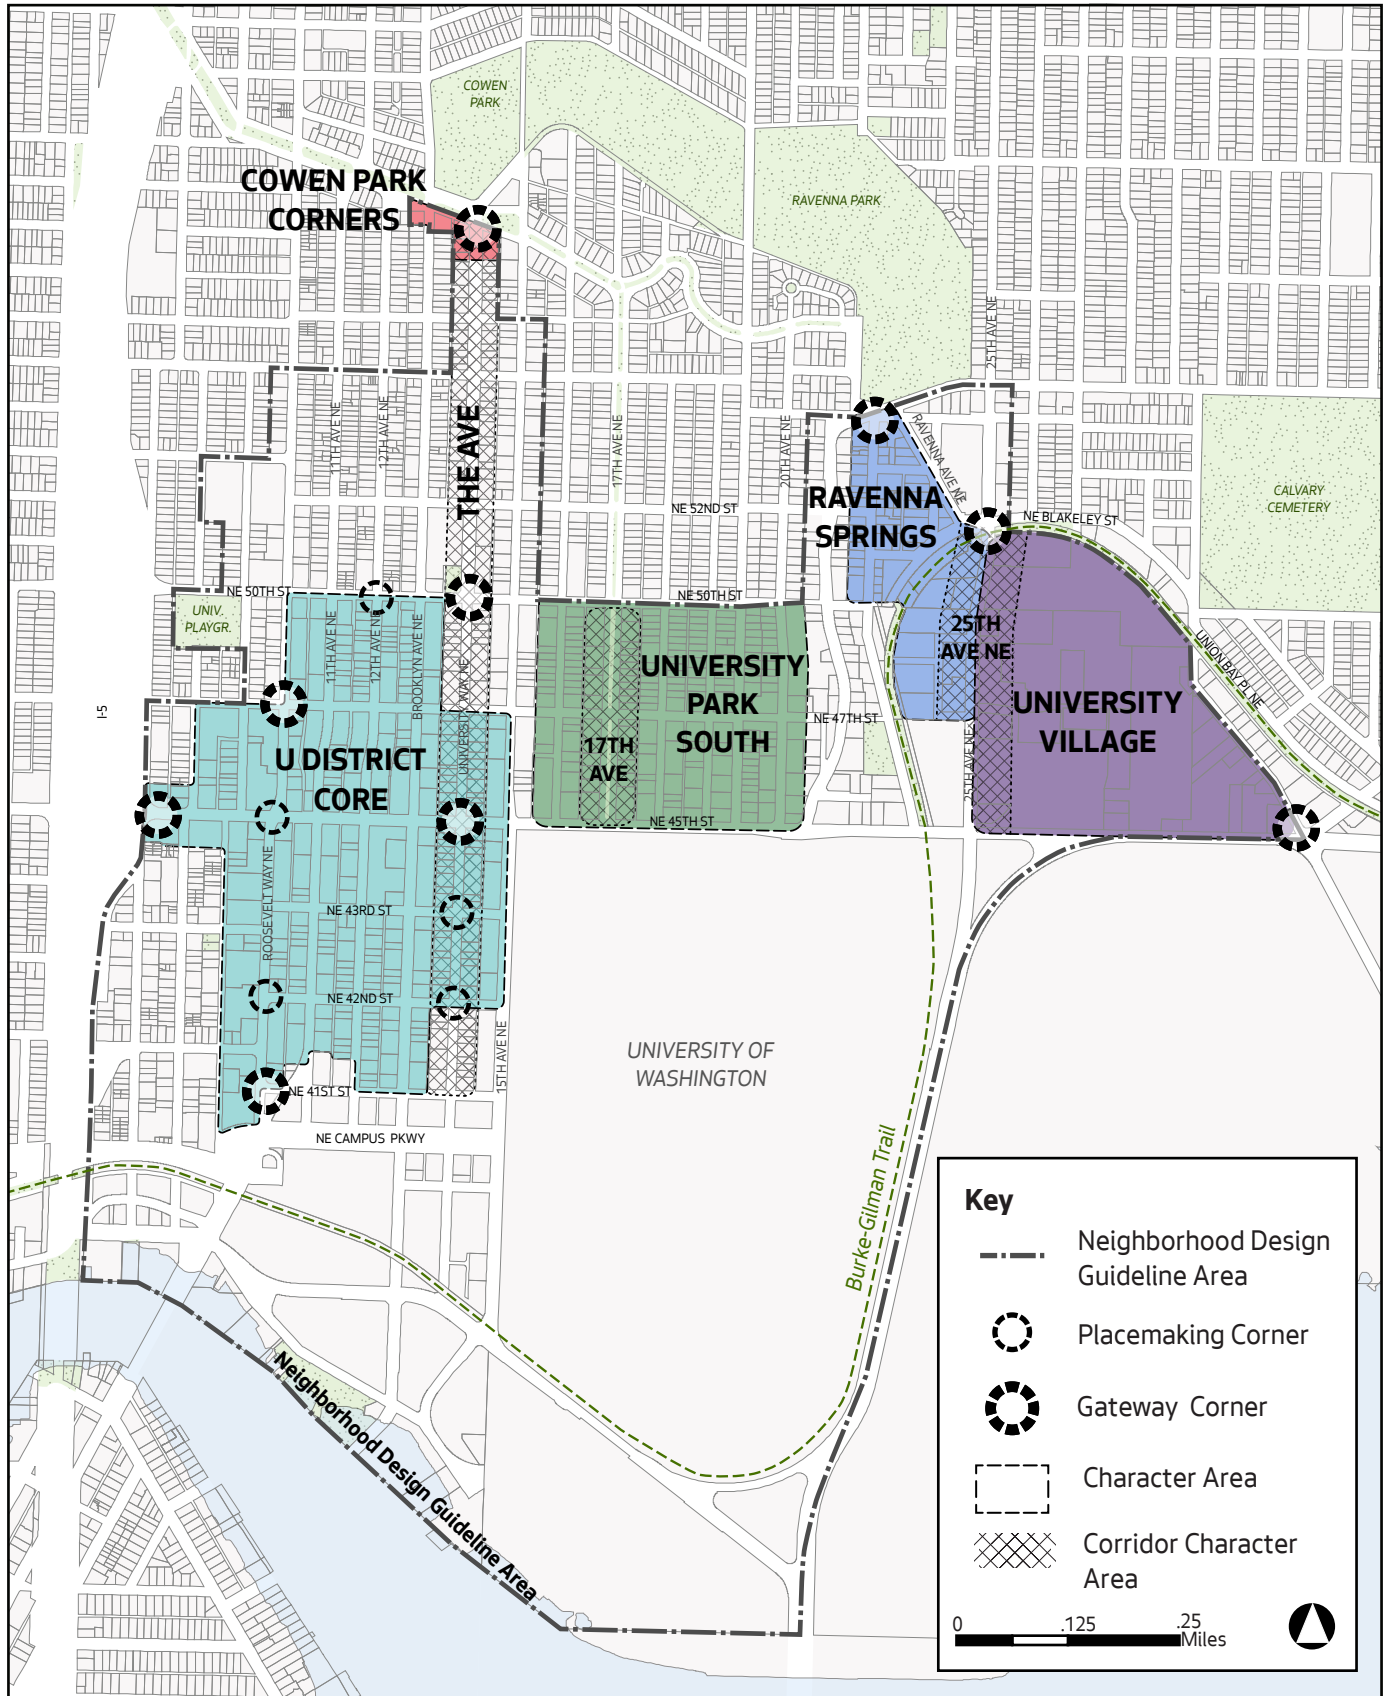 COWEN
PARK
COWEN PARK
CORNERS
RAVENNA PARK
25TH AVE NE
THE AVE
11TH AVE NE
12TH AVE NE
17TH AVE NE
20TH AVE NE
RAVENNA AVE NE
RAVENNA
SPRINGS
NE 52ND ST
NE BLAKELEY ST
CALVARY
CEMETERY
NE 50TH ST
NE 50TH ST
UNIV.
PLAYGR.
11TH AVE NE
12TH AVE NE
BROOKLYN AVE NE
UNIVERSITY WAY NE
25TH
AVE NE
UNION BAY PL NE
UNIVERSITY
PARK
SOUTH
UNIVERSITY
VILLAGE
I-5
NE 47TH ST
17TH
AVE
U DISTRICT
CORE
25TH AVE NE
NE 45TH ST
ROOSEVELT WAY NE
NE 43RD ST
NE 42ND ST
15TH AVE NE
UNIVERSITY OF
WASHINGTON
NE 41ST ST
NE CAMPUS PKWY
Burke-Gilman Trail
Neighborhood Design Guideline Area
Key
Neighborhood Design
Guideline Area
Placemaking Corner
Gateway Corner
Character Area
Corridor Character
Area
0 .125 .25
Miles